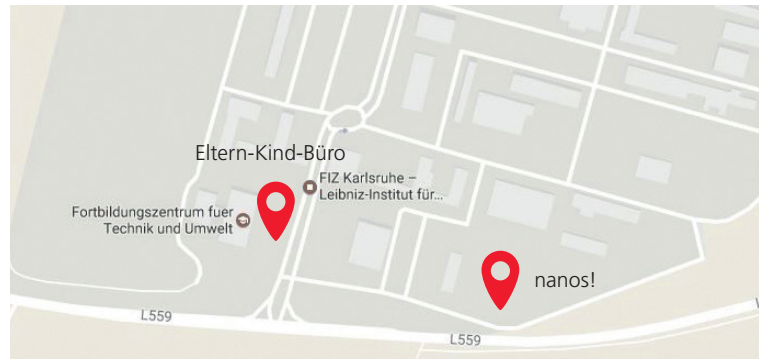 Eltern-Kind-Büro
FIZ Karlsruhe –
Leibniz-Institut für...
Fortbildungszentrum fuer
Technik und Umwelt
nanos!
L559
L559